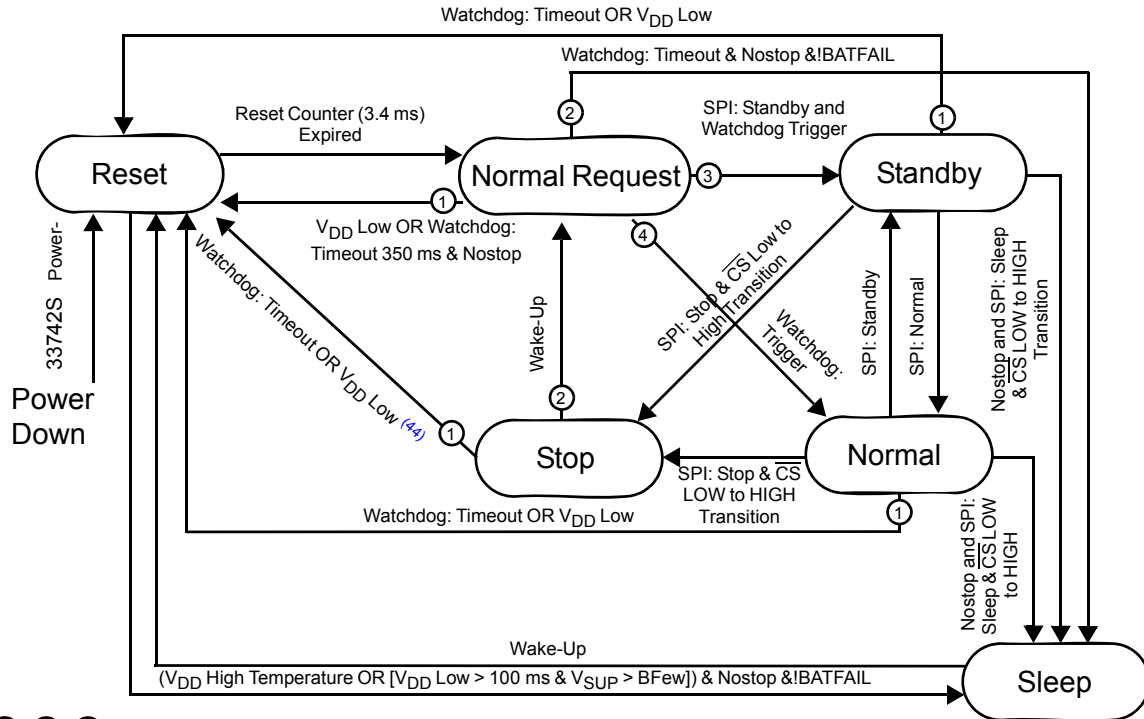 Watchdog: Timeout OR VDD Low
Watchdog: Timeout & Nostop &!BATFAIL
Reset Counter (3.4 ms)
Expired
2
SPI: Standby and
Watchdog Trigger
1
Reset
Normal Request
3
Standby
1
VDD Low OR Watchdog:
Timeout 350 ms & Nostop
4
33742S Power-
Power
Down
Watchdog: Timeout OR VDD Low (44)
1
Wake-Up
2
SPI: Stop & CS Low to
High Transition
Watchdog:
Trigger
SPI: Standby
SPI: Normal
Nostop and SPI: Sleep
& CS LOW to HIGH
Transition
Stop
Normal
SPI: Stop & CS
LOW to HIGH
Transition
1
Watchdog: Timeout OR VDD Low
Nostop and SPI:
Sleep & CS LOW
to HIGH
Wake-Up
(VDD High Temperature OR [VDD Low > 100 ms & VSUP > BFew]) & Nostop &!BATFAIL
Sleep